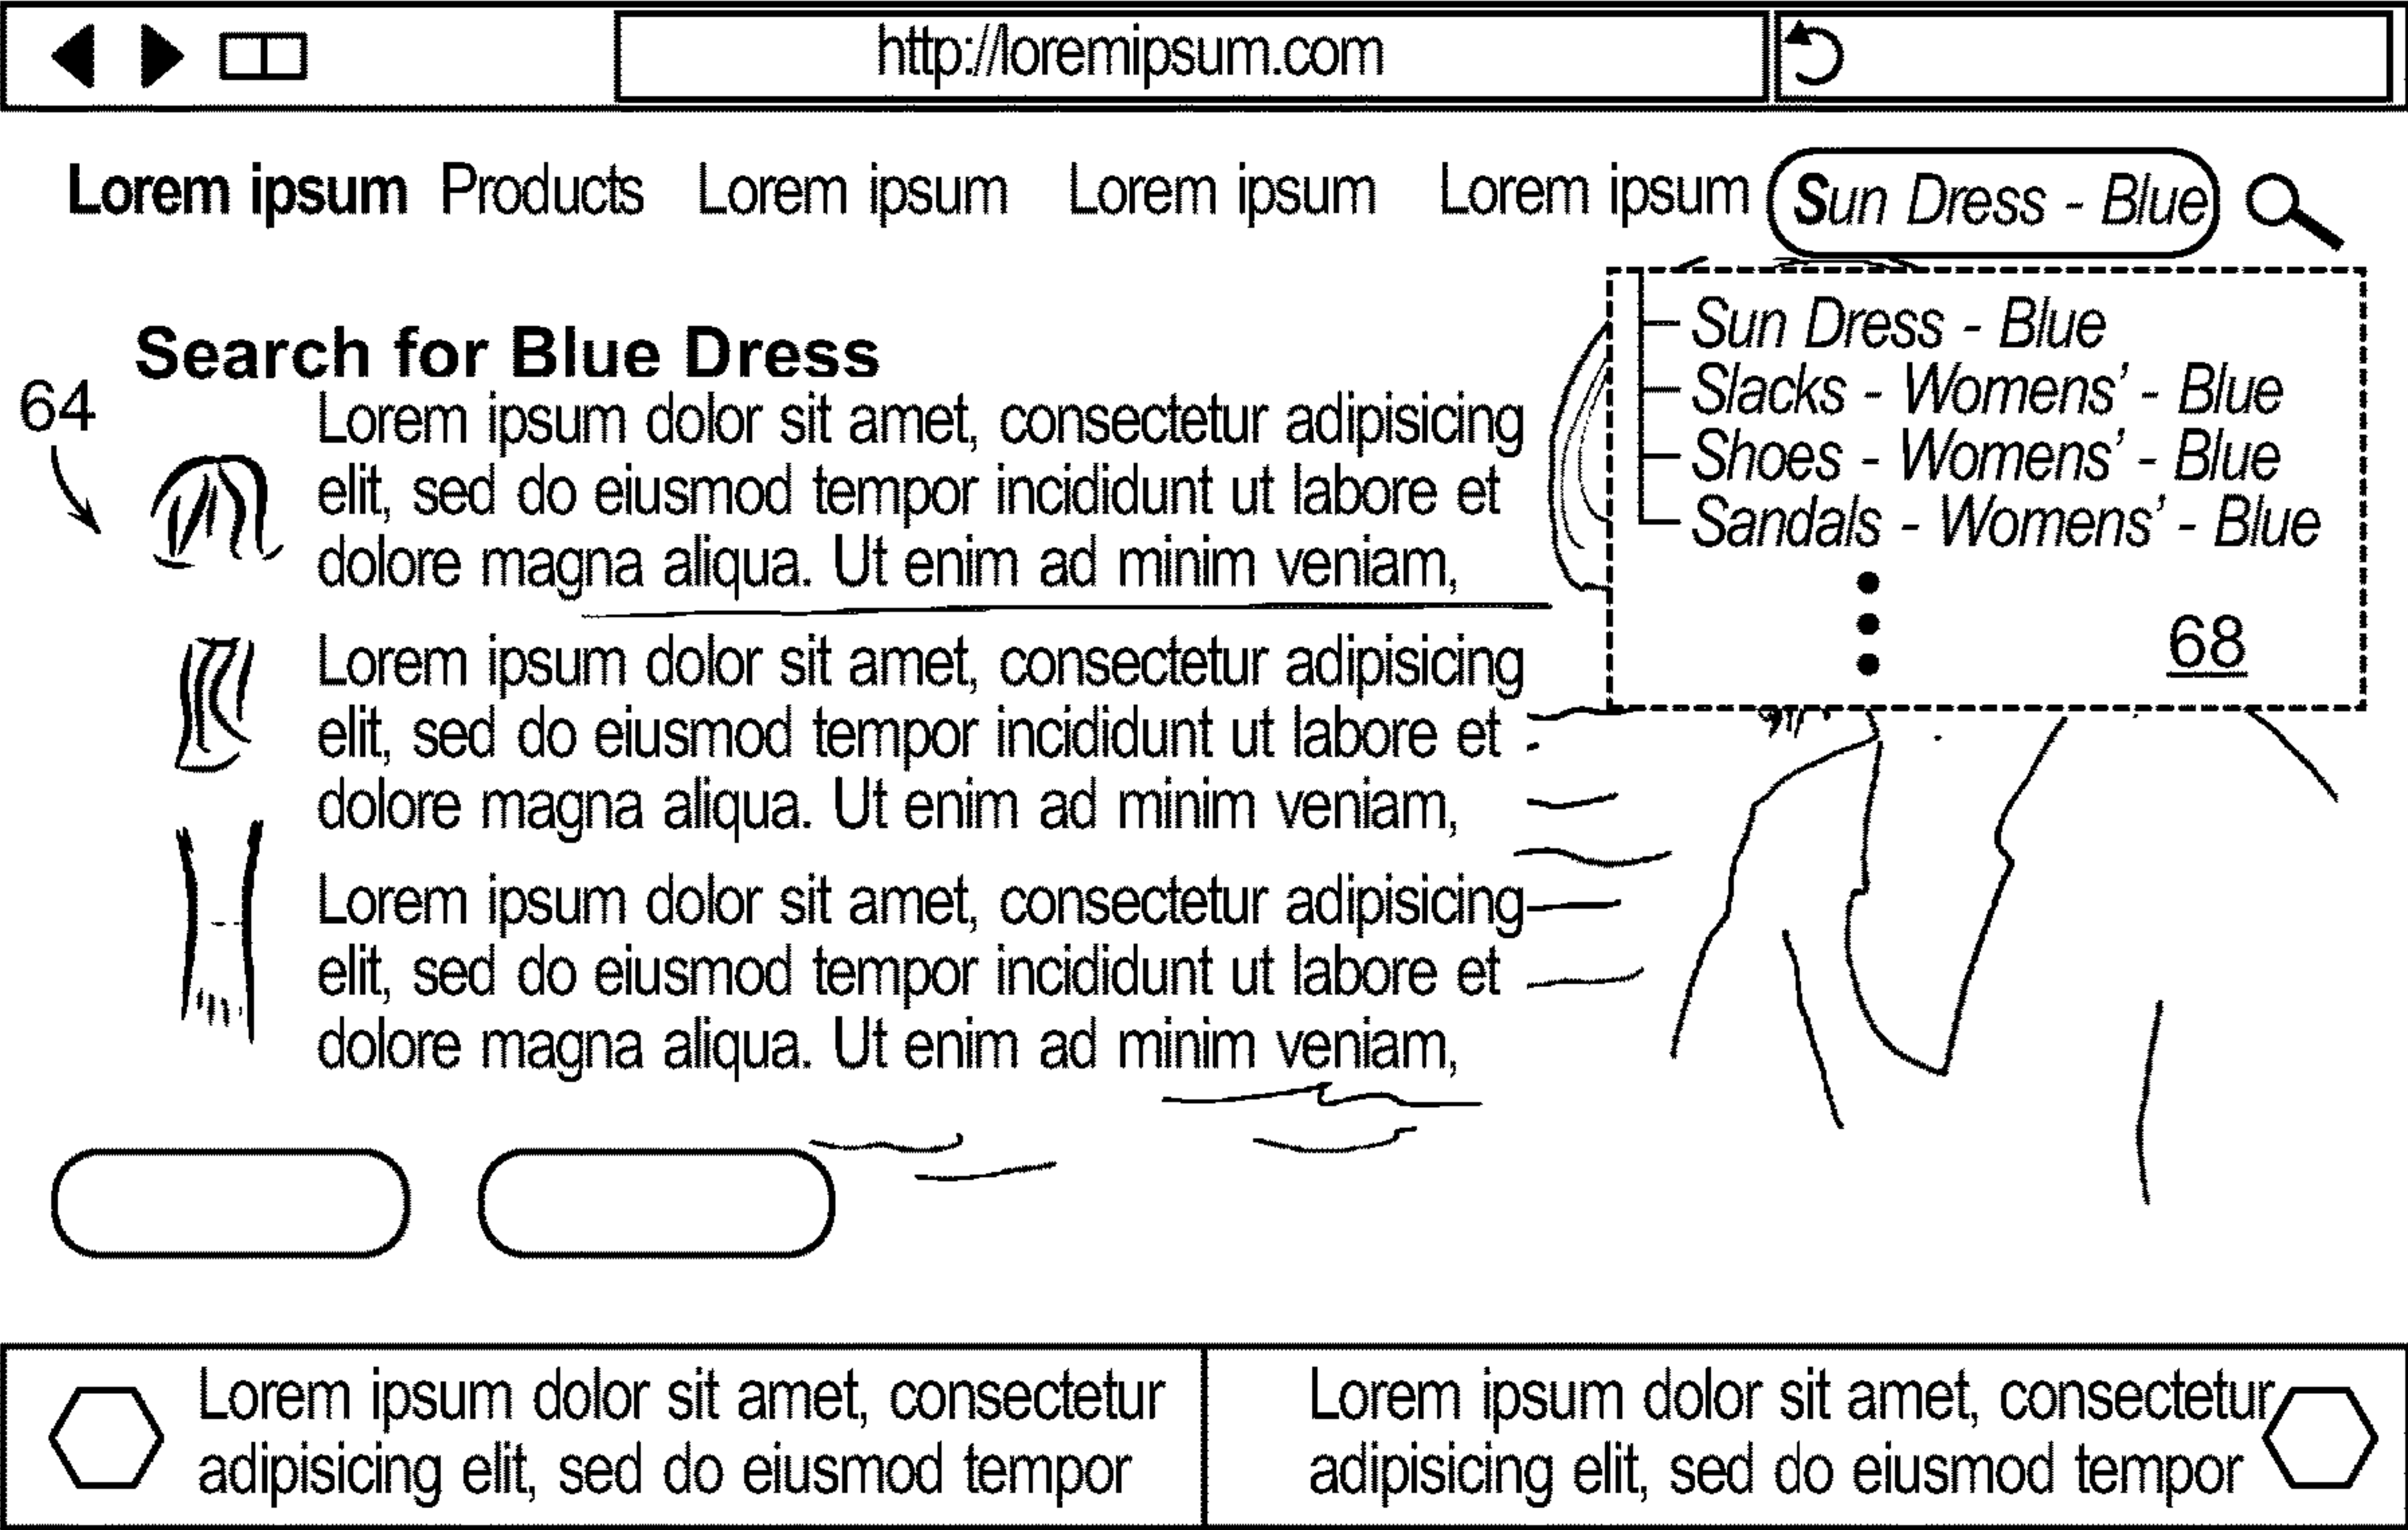 http://loremipsum.com
Lorem ipsum Products Lorem ipsum Lorem ipsum Lorem ipsum Sun Dress - Blue
Search for Blue Dress
64
Lorem ipsum dolor sit amet, consectetur adipisicing
elit, sed do eiusmod tempor incididunt ut labore et
dolore magna aliqua. Ut enim ad minim veniam,
Lorem ipsum dolor sit amet, consectetur adipisicing
elit, sed do eiusmod tempor incididunt ut labore et
dolore magna aliqua. Ut enim ad minim veniam,
Lorem ipsum dolor sit amet, consectetur adipisicing
elit, sed do eiusmod tempor incididunt ut labore et
dolore magna aliqua. Ut enim ad minim veniam,
Sun Dress - Blue
Slacks - Womens' - Blue
Shoes - Womens' - Blue
Sandals - Womens' - Blue
68
Lorem ipsum dolor sit amet, consectetur
adipisicing elit, sed do eiusmod tempor
Lorem ipsum dolor sit amet, consectetur
adipisicing elit, sed do eiusmod tempor